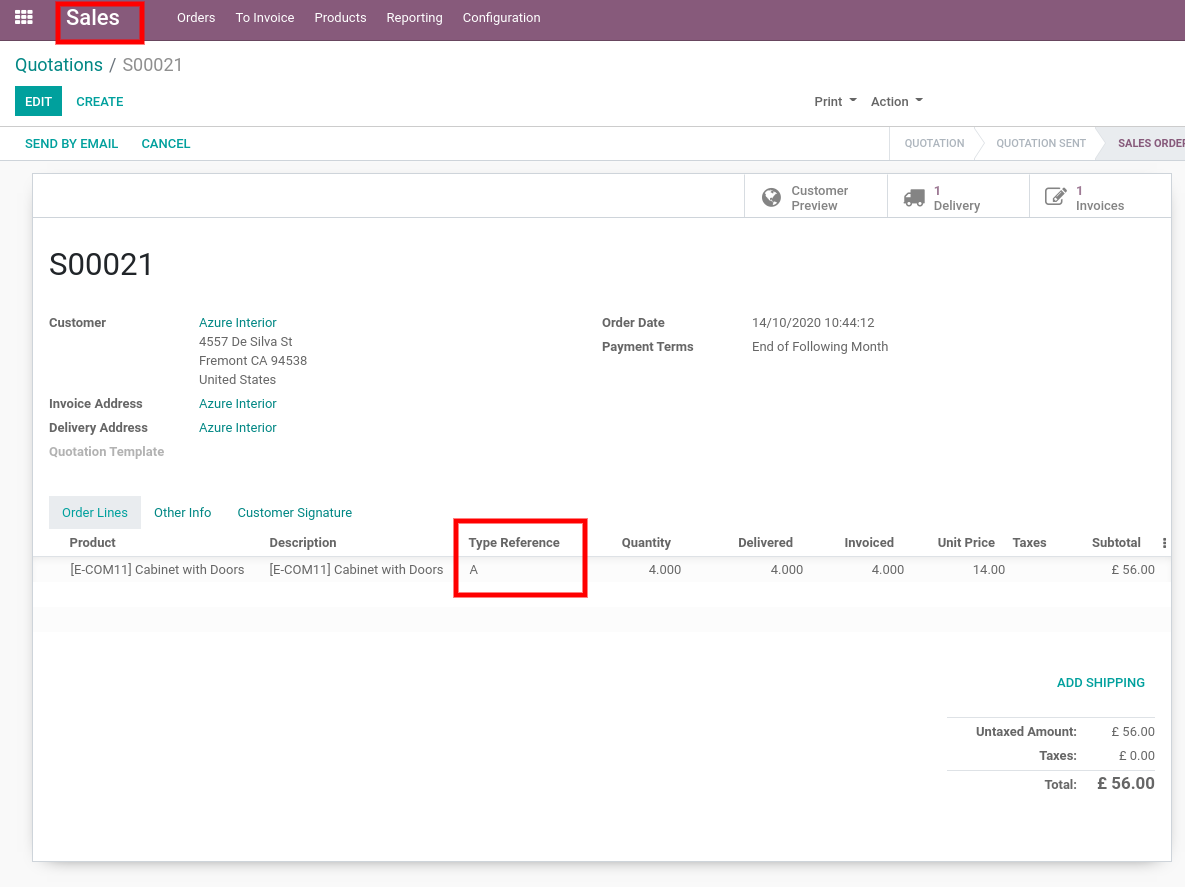 Sales Orders To Invoice Products Reporting Configuration
Quotations / S00021
EDIT CREATE Print Action
SEND BY EMAIL CANCEL QUOTATION QUOTATION SENT SALES ORDER
Customer Preview
1 Delivery
1 Invoices
S00021
Customer Azure Interior Order Date 14/10/2020 10:44:12
4557 De Silva St Payment Terms End of Following Month
Fremont CA 94538
United States
Invoice Address Azure Interior
Delivery Address Azure Interior
Quotation Template
Order Lines Other Info Customer Signature
Product Description Type Reference Quantity Delivered Invoiced Unit Price Taxes Subtotal
[E-COM11] Cabinet with Doors [E-COM11] Cabinet with Doors A 4.000 4.000 4.000 14.00 £ 56.00
ADD SHIPPING
Untaxed Amount: £ 56.00
Taxes: £ 0.00
Total: £ 56.00